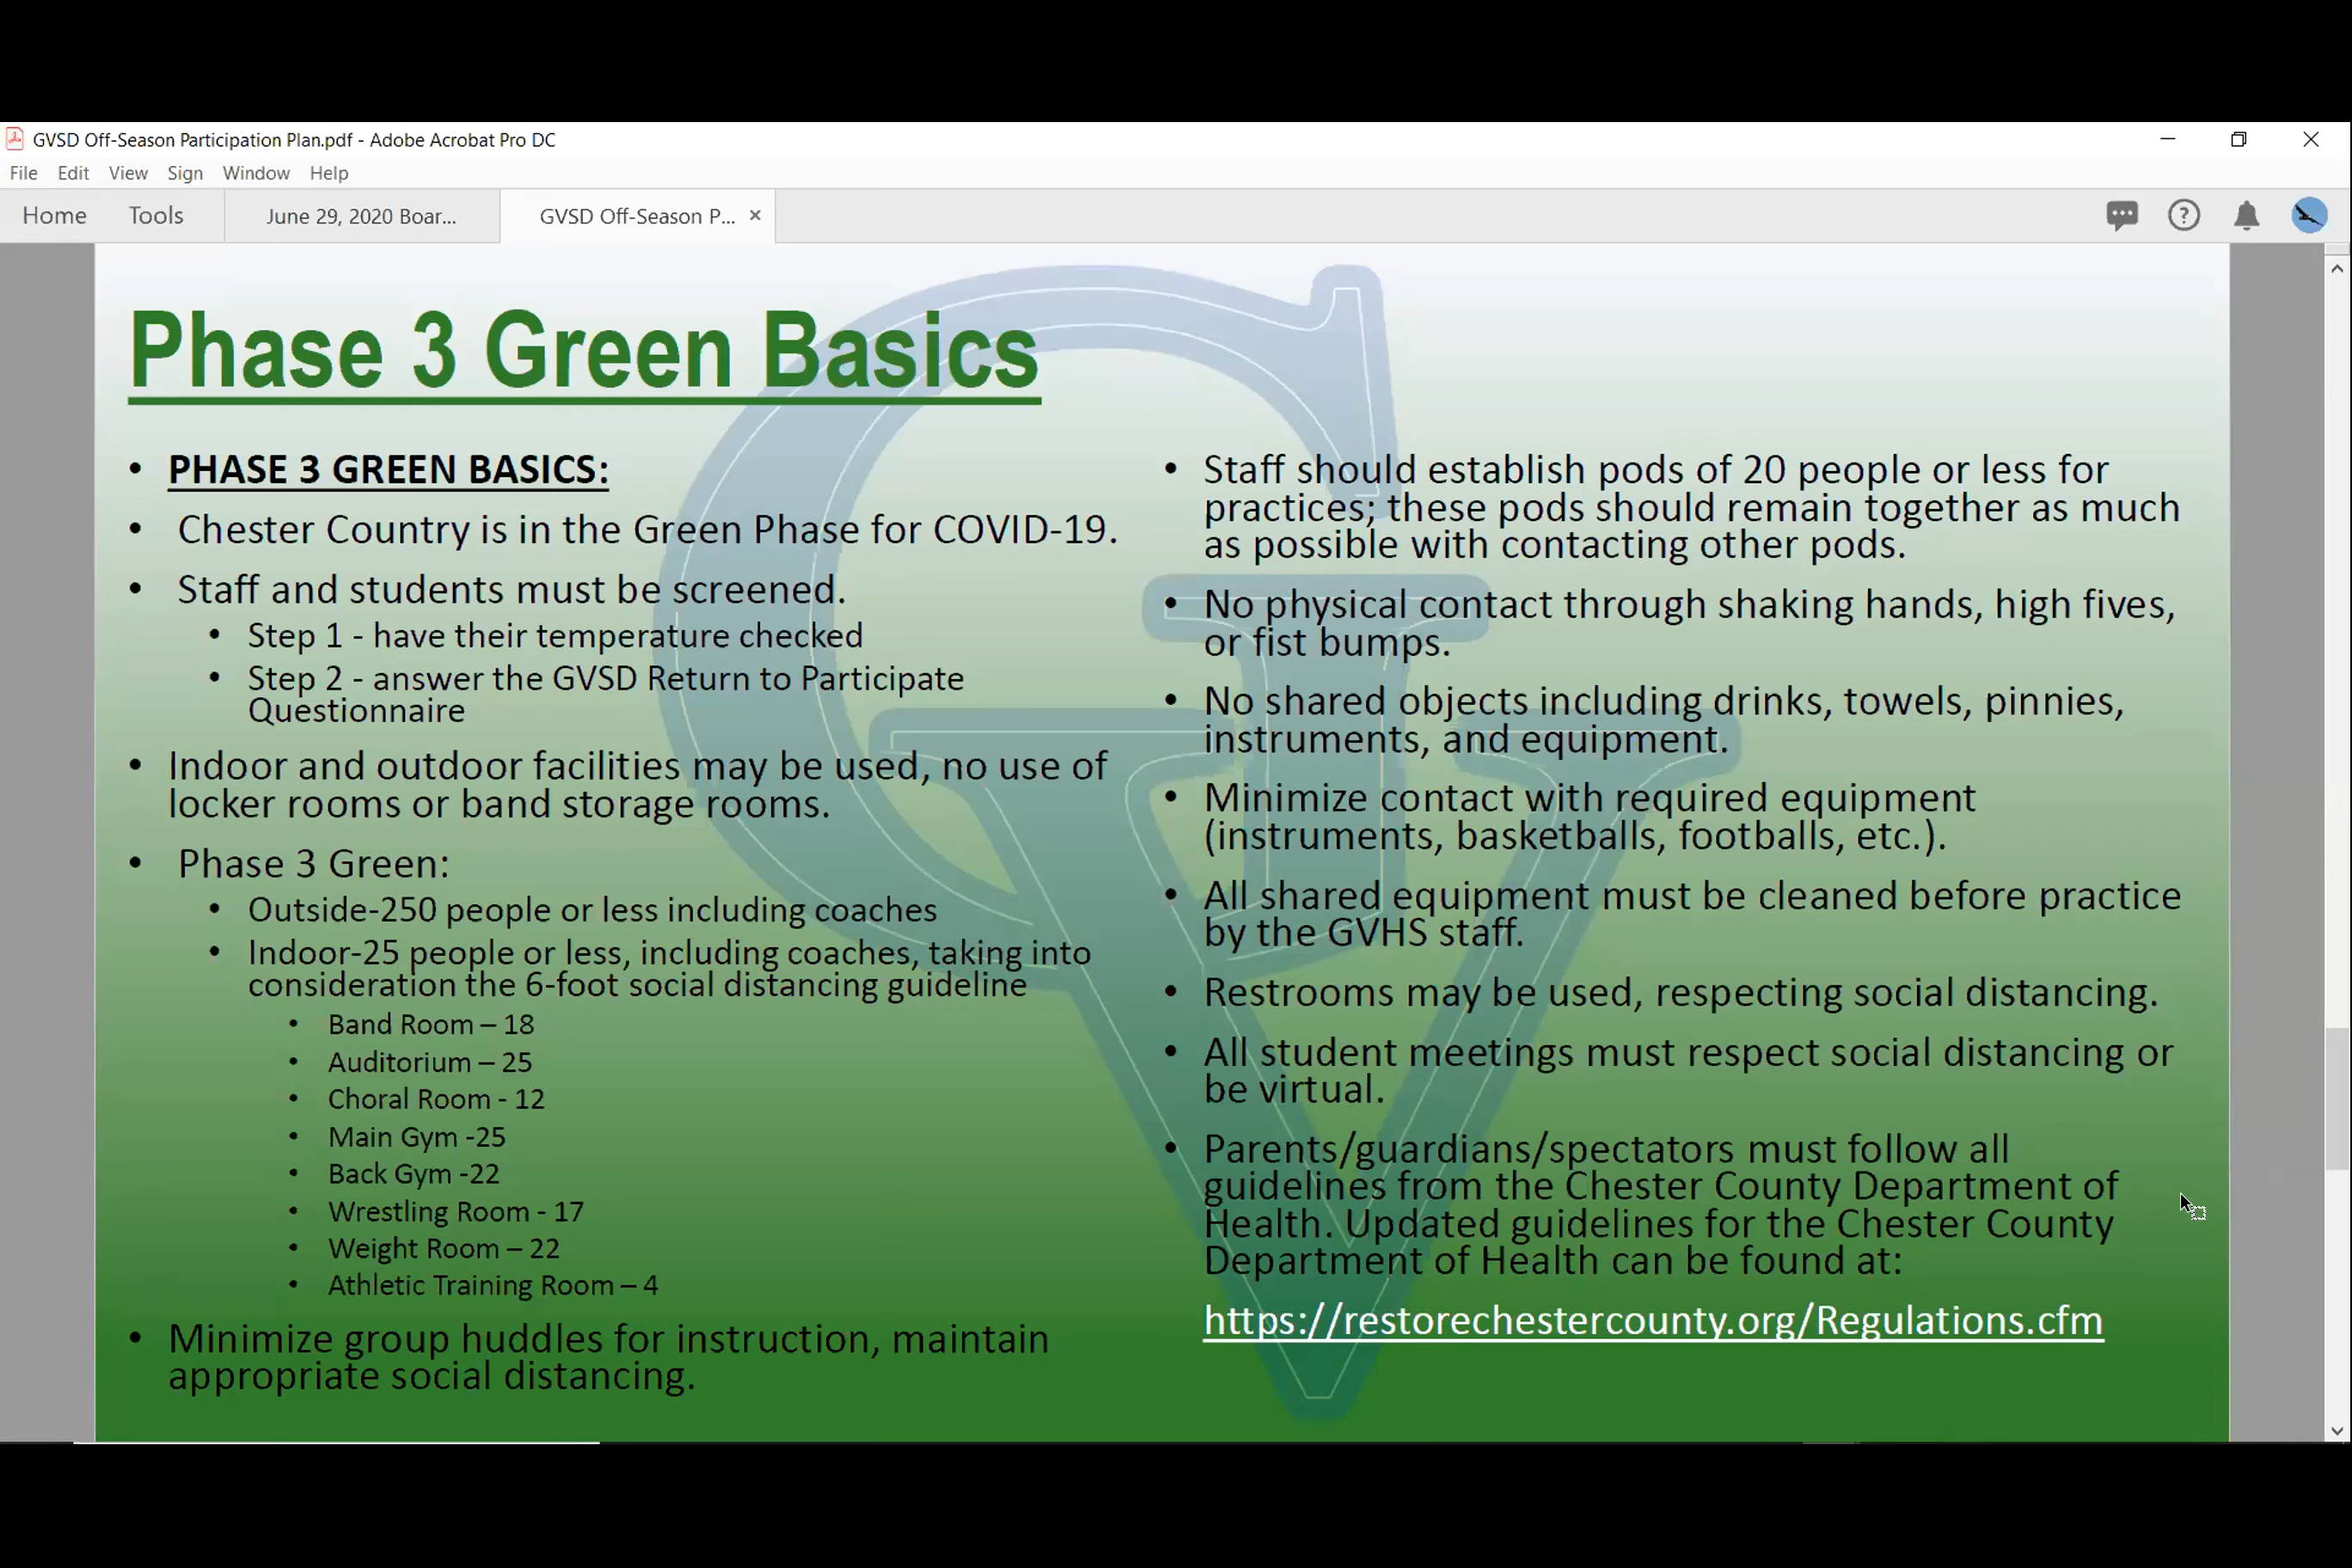 GVSD Off-Season Participation Plan.pdf - Adobe Acrobat Pro DC
File Edit View Sign Window Help
Home Tools June 29, 2020 Boar... GVSD Off-Season P...
Phase 3 Green Basics
• PHASE 3 GREEN BASICS:
• Chester Country is in the Green Phase for COVID-19.
• Staff and students must be screened.
• Step 1 - have their temperature checked
• Step 2 - answer the GVSD Return to Participate
Questionnaire
• Indoor and outdoor facilities may be used, no use of
locker rooms or band storage rooms.
• Phase 3 Green:
• Outside-250 people or less including coaches
• Indoor-25 people or less, including coaches, taking into
consideration the 6-foot social distancing guideline
• Band Room – 18
• Auditorium – 25
• Choral Room - 12
• Main Gym -25
• Back Gym -22
• Wrestling Room - 17
• Weight Room – 22
• Athletic Training Room – 4
• Minimize group huddles for instruction, maintain
appropriate social distancing.
• Staff should establish pods of 20 people or less for
practices; these pods should remain together as much
as possible with contacting other pods.
• No physical contact through shaking hands, high fives,
or fist bumps.
• No shared objects including drinks, towels, pinnies,
instruments, and equipment.
• Minimize contact with required equipment
(instruments, basketballs, footballs, etc.).
• All shared equipment must be cleaned before practice
by the GVHS staff.
• Restrooms may be used, respecting social distancing.
• All student meetings must respect social distancing or
be virtual.
• Parents/guardians/spectators must follow all
guidelines from the Chester County Department of
Health. Updated guidelines for the Chester County
Department of Health can be found at:
https://restorechestercounty.org/Regulations.cfm
GV